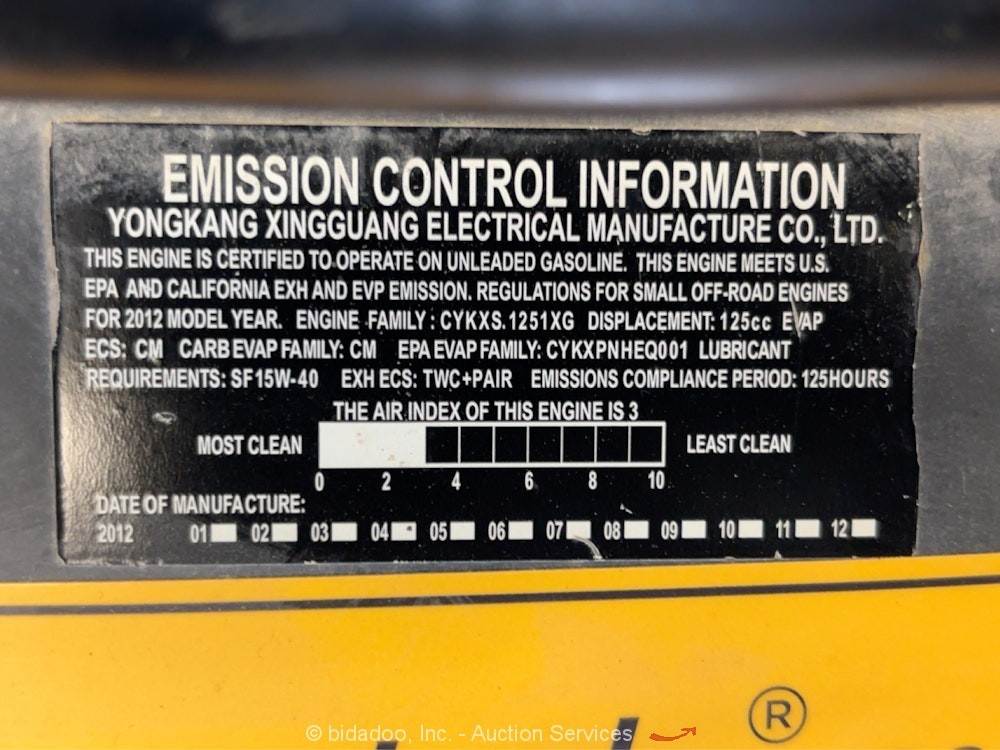 EMISSION CONTROL INFORMATION
YONGKANG XINGGUANG ELECTRICAL MANUFACTURE CO., LTD.
THIS ENGINE IS CERTIFIED TO OPERATE ON UNLEADED GASOLINE. THIS ENGINE MEETS U.S.
EPA AND CALIFORNIA EXH AND EVP EMISSION. REGULATIONS FOR SMALL OFF-ROAD ENGINES
FOR 2012 MODEL YEAR. ENGINE FAMILY : CYKXS.1251XG DISPLACEMENT: 125cc EVAP
ECS: CM CARB EVAP FAMILY: CM EPA EVAP FAMILY: CYKXPNHEQ001 LUBRICANT
REQUIREMENTS: SF 15W-40 EXH ECS: TWC+PAIR EMISSIONS COMPLIANCE PERIOD: 125HOURS
THE AIR INDEX OF THIS ENGINE IS 3
MOST CLEAN LEAST CLEAN
0 2 4 6 8 10
DATE OF MANUFACTURE:
2012 01 02 03 04 05 06 07 08 09 10 11 12
®
© bidadoo, Inc. - Auction Services